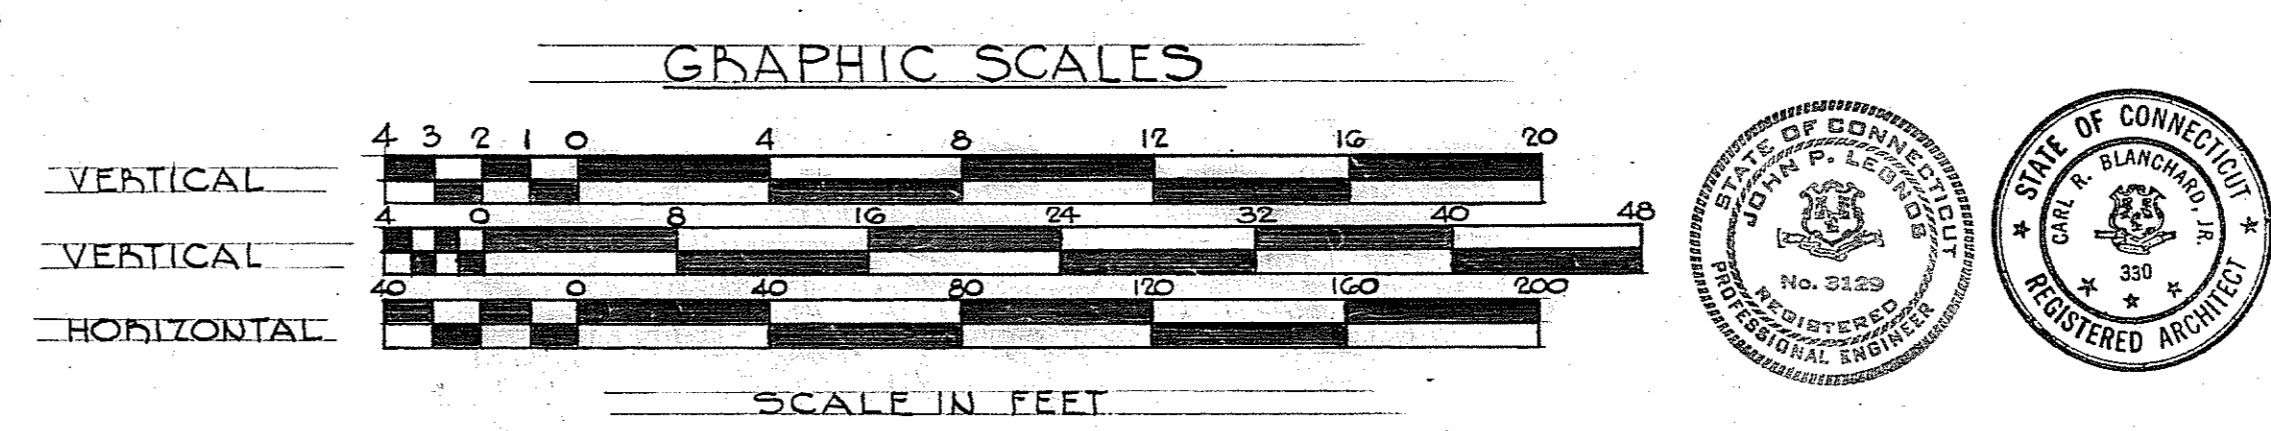 GRAPHIC SCALES
4 3 2 1 0 4 8 12 16 20
VERTICAL
4 0 8 16 24 32 40 48
VERTICAL
40 0 40 80 120 160 200
HORIZONTAL
SCALE IN FEET
STATE OF CONNECTICUT
JOHN P. LEGNOS
No. 3129
REGISTERED
PROFESSIONAL ENGINEER
STATE OF CONNECTICUT
CARL R. BLANCHARD, JR.
330
REGISTERED ARCHITECT